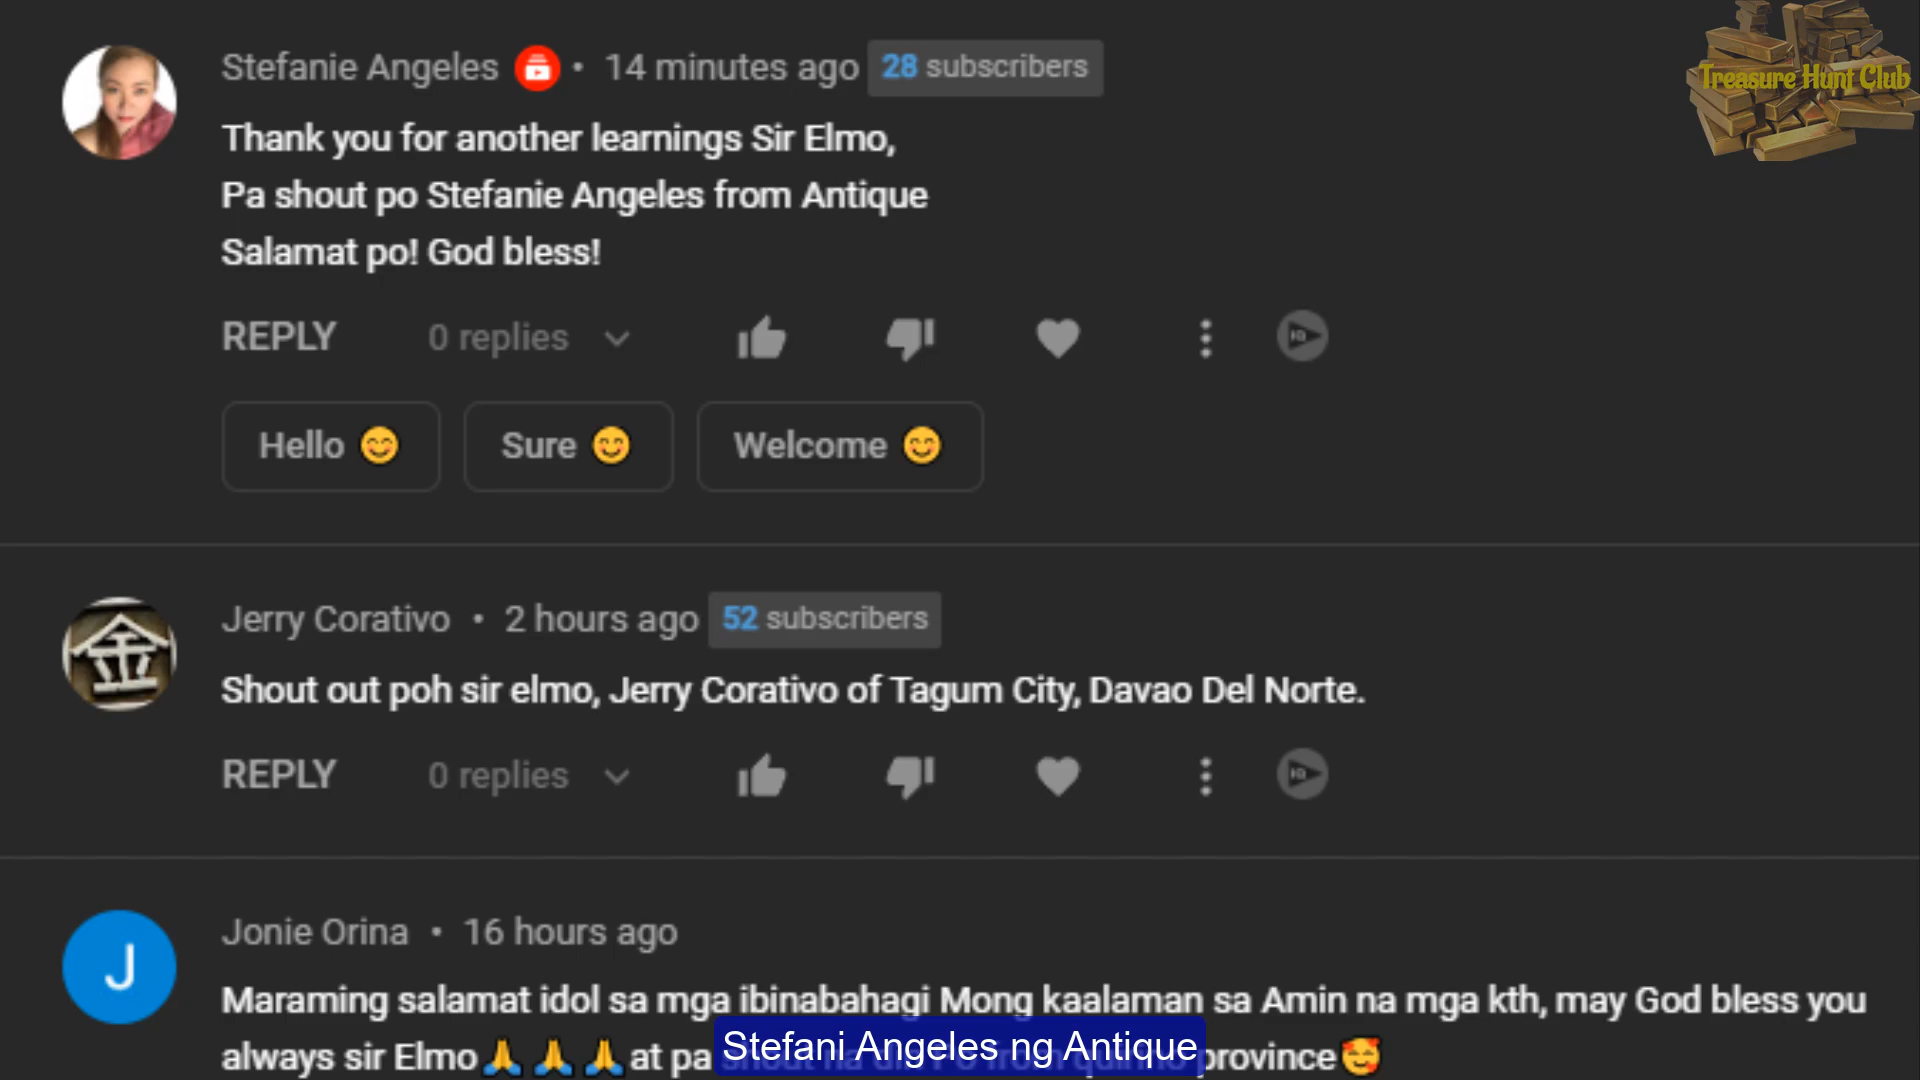 Stefanie Angeles • 14 minutes ago 28 subscribers
Treasure Hunt Club
Thank you for another learnings Sir Elmo,
Pa shout po Stefanie Angeles from Antique
Salamat po! God bless!
REPLY 0 replies
Hello 😊 Sure 😊 Welcome 😊
金
Jerry Corativo • 2 hours ago 52 subscribers
Shout out poh sir elmo, Jerry Corativo of Tagum City, Davao Del Norte.
REPLY 0 replies
J
Jonie Orina • 16 hours ago
Maraming salamat idol sa mga ibinabahagi Mong kaalaman sa Amin na mga kth, may God bless you
always sir Elmo🙏🙏🙏at pa province🥰
Stefani Angeles ng Antique